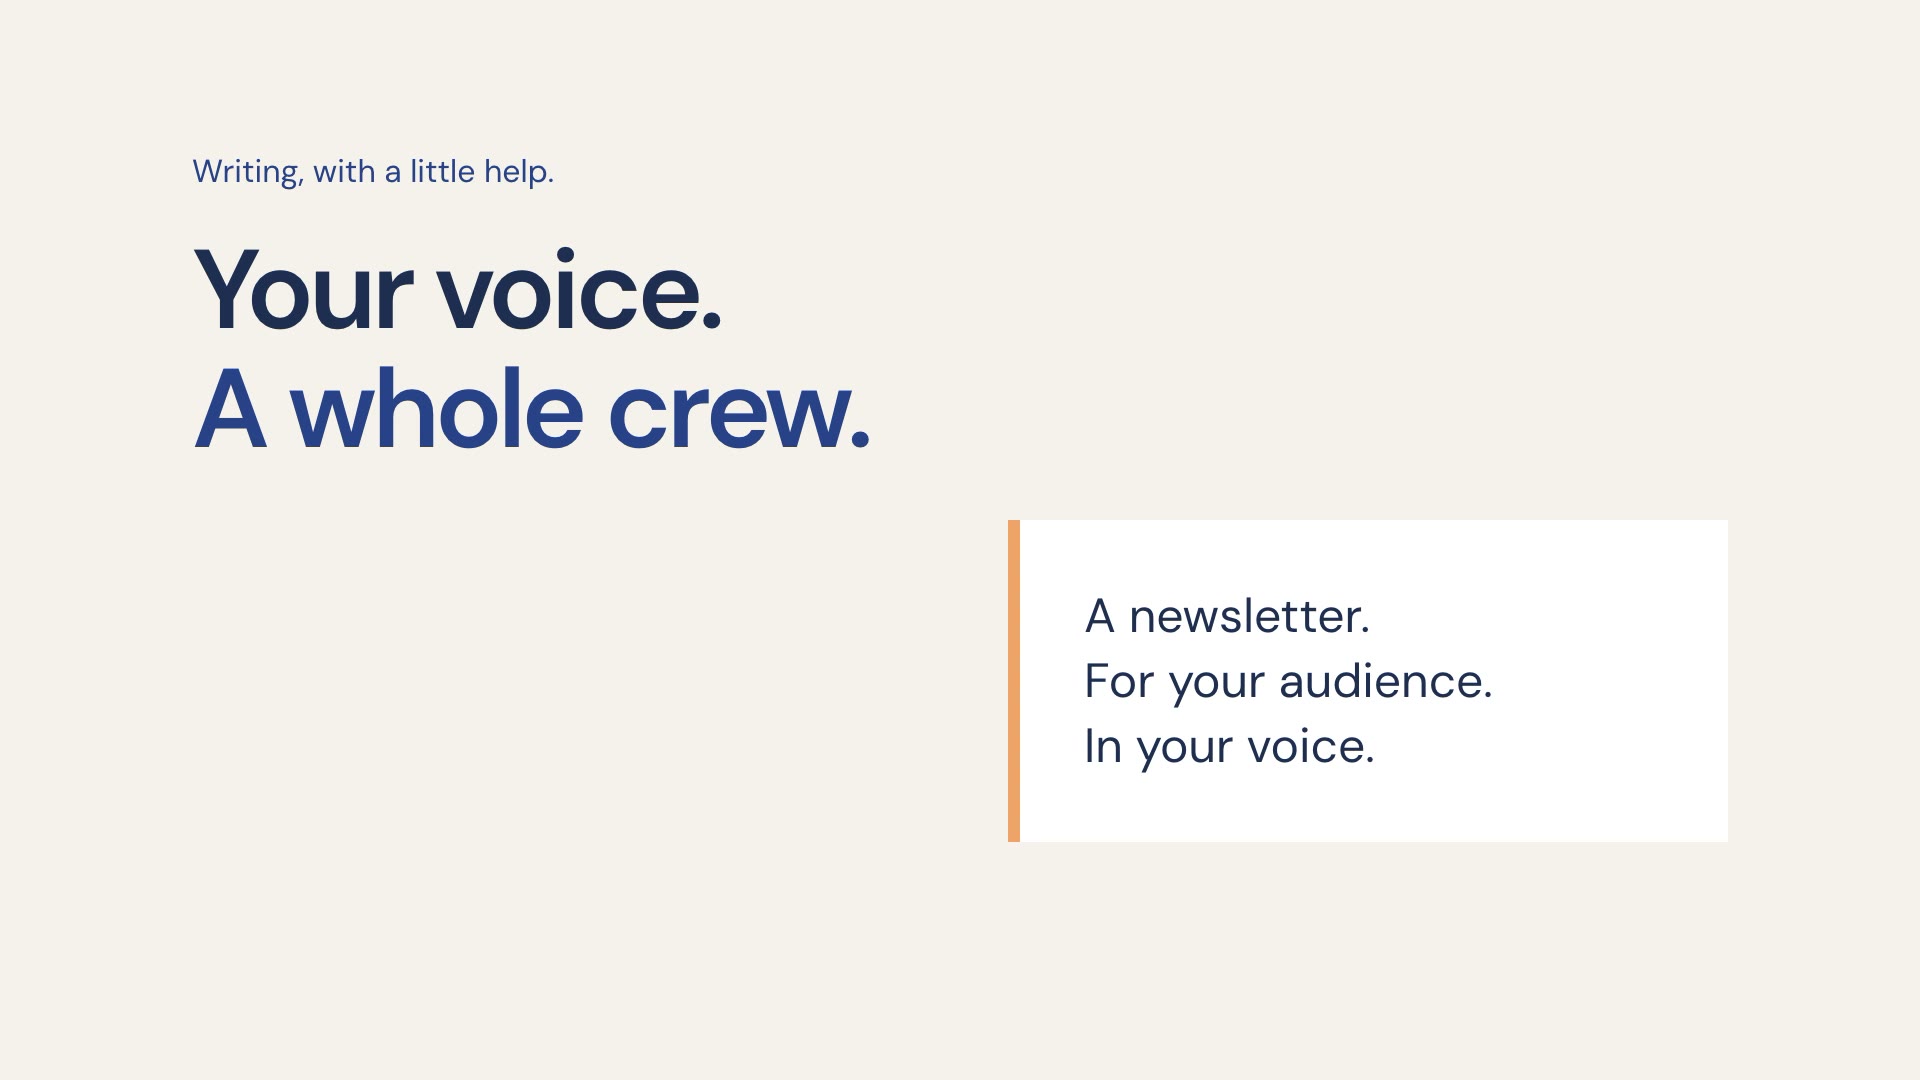 Writing, with a little help.
Your voice.
A whole crew.
A newsletter.
For your audience.
In your voice.